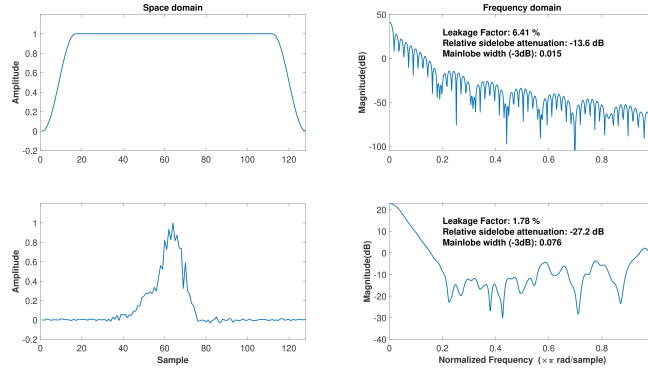 Space domain
Frequency domain
Amplitude
1
0.8
0.6
0.4
0.2
0
-0.2
0 20 40 60 80 100 120
Magnitude(dB)
50
0
-50
-100
0 0.2 0.4 0.6 0.8
Leakage Factor: 6.41 %
Relative sidelobe attenuation: -13.6 dB
Mainlobe width (-3dB): 0.015
Amplitude
1
0.8
0.6
0.4
0.2
0
-0.2
0 20 40 60 80 100 120
Sample
Magnitude(dB)
20
10
0
-10
-20
-30
-40
0 0.2 0.4 0.6 0.8
Leakage Factor: 1.78 %
Relative sidelobe attenuation: -27.2 dB
Mainlobe width (-3dB): 0.076
Normalized Frequency (×π rad/sample)